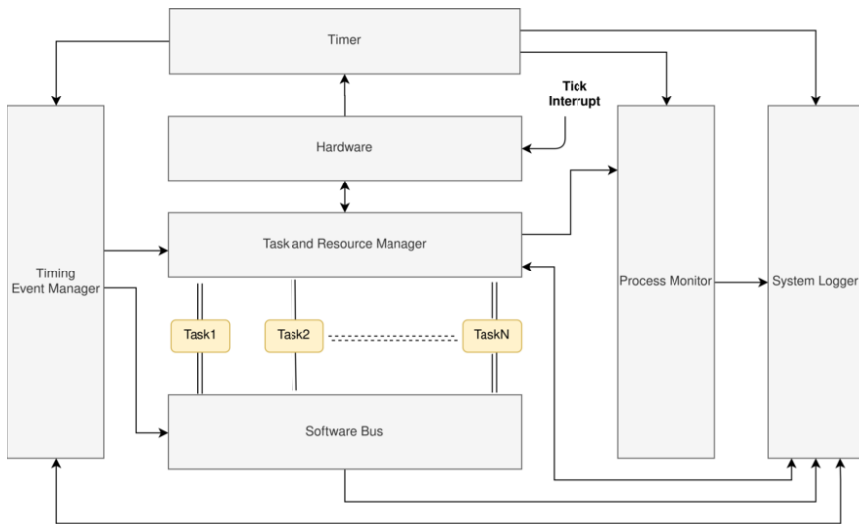 Timer
Tick
Interrupt
Hardware
Task and Resource Manager
Timing
Event Manager
Process Monitor
System Logger
Task1
Task2
TaskN
Software Bus